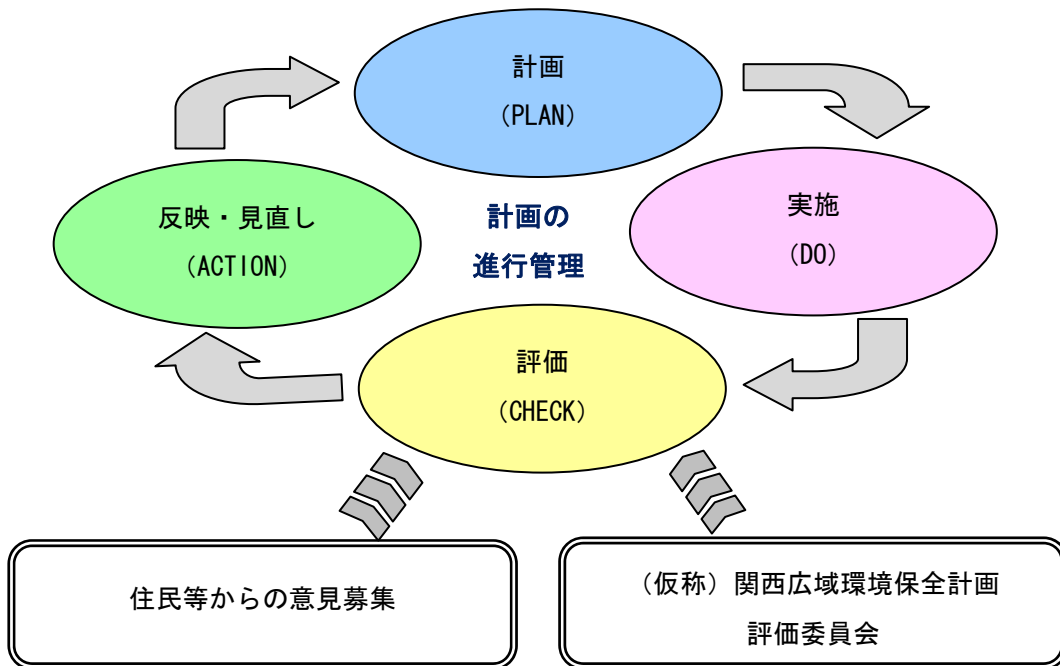 計画
(PLAN)
実施
(DO)
反映・見直し
(ACTION)
計画の
進行管理
評価
(CHECK)
住民等からの意見募集
(仮称)関西広域環境保全計画
評価委員会